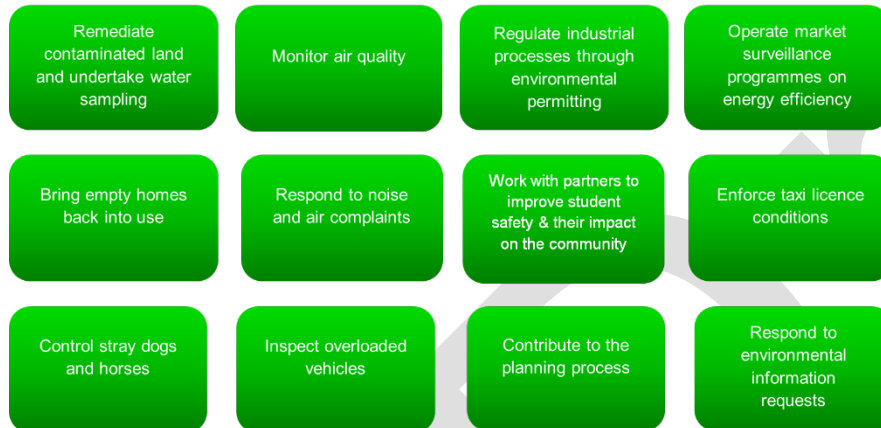 Remediate
contaminated land
and undertake water
sampling
Monitor air quality
Regulate industrial
processes through
environmental
permitting
Operate market
surveillance
programmes on
energy efficiency
Bring empty homes
back into use
Respond to noise
and air complaints
Work with partners to
improve student
safety & their impact
on the community
Enforce taxi licence
conditions
Control stray dogs
and horses
Inspect overloaded
vehicles
Contribute to the
planning process
Respond to
environmental
information
requests